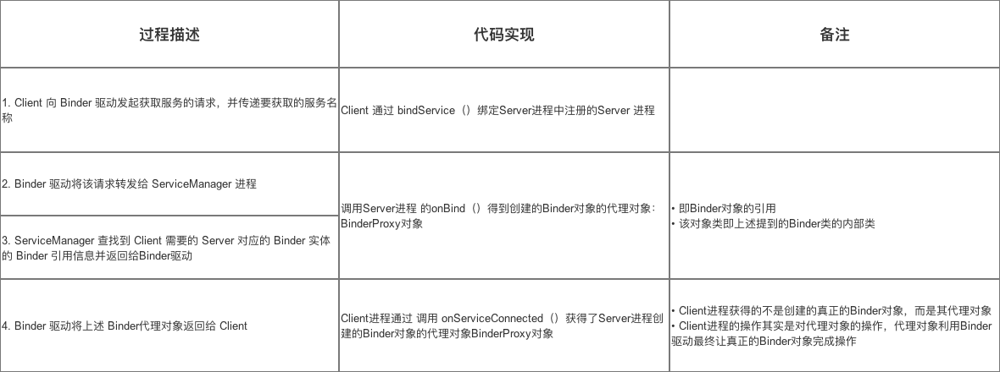 过程描述
代码实现
备注
1. Client 向 Binder 驱动发起获取服务的请求，并传递要获取的服务名
称
Client 通过 bindService（）绑定Server进程中注册的Server 进程
2. Binder 驱动将该请求转发给 ServiceManager 进程
3. ServiceManager 查找到 Client 需要的 Server 对应的 Binder 实体
的 Binder 引用信息并返回给Binder驱动
调用Server进程 的onBind（）得到创建的Binder对象的代理对象：
BinderProxy对象
• 即Binder对象的引用
• 该对象类即上述提到的Binder类的内部类
4. Binder 驱动将上述 Binder代理对象返回给 Client
Client进程通过 调用 onServiceConnected（）获得了Server进程创
建的Binder对象的代理对象BinderProxy对象
• Client进程获得的不是创建的真正的Binder对象，而是其代理对象
• Client进程的操作其实是对代理对象的操作，代理对象利用Binder
驱动最终让真正的Binder对象完成操作